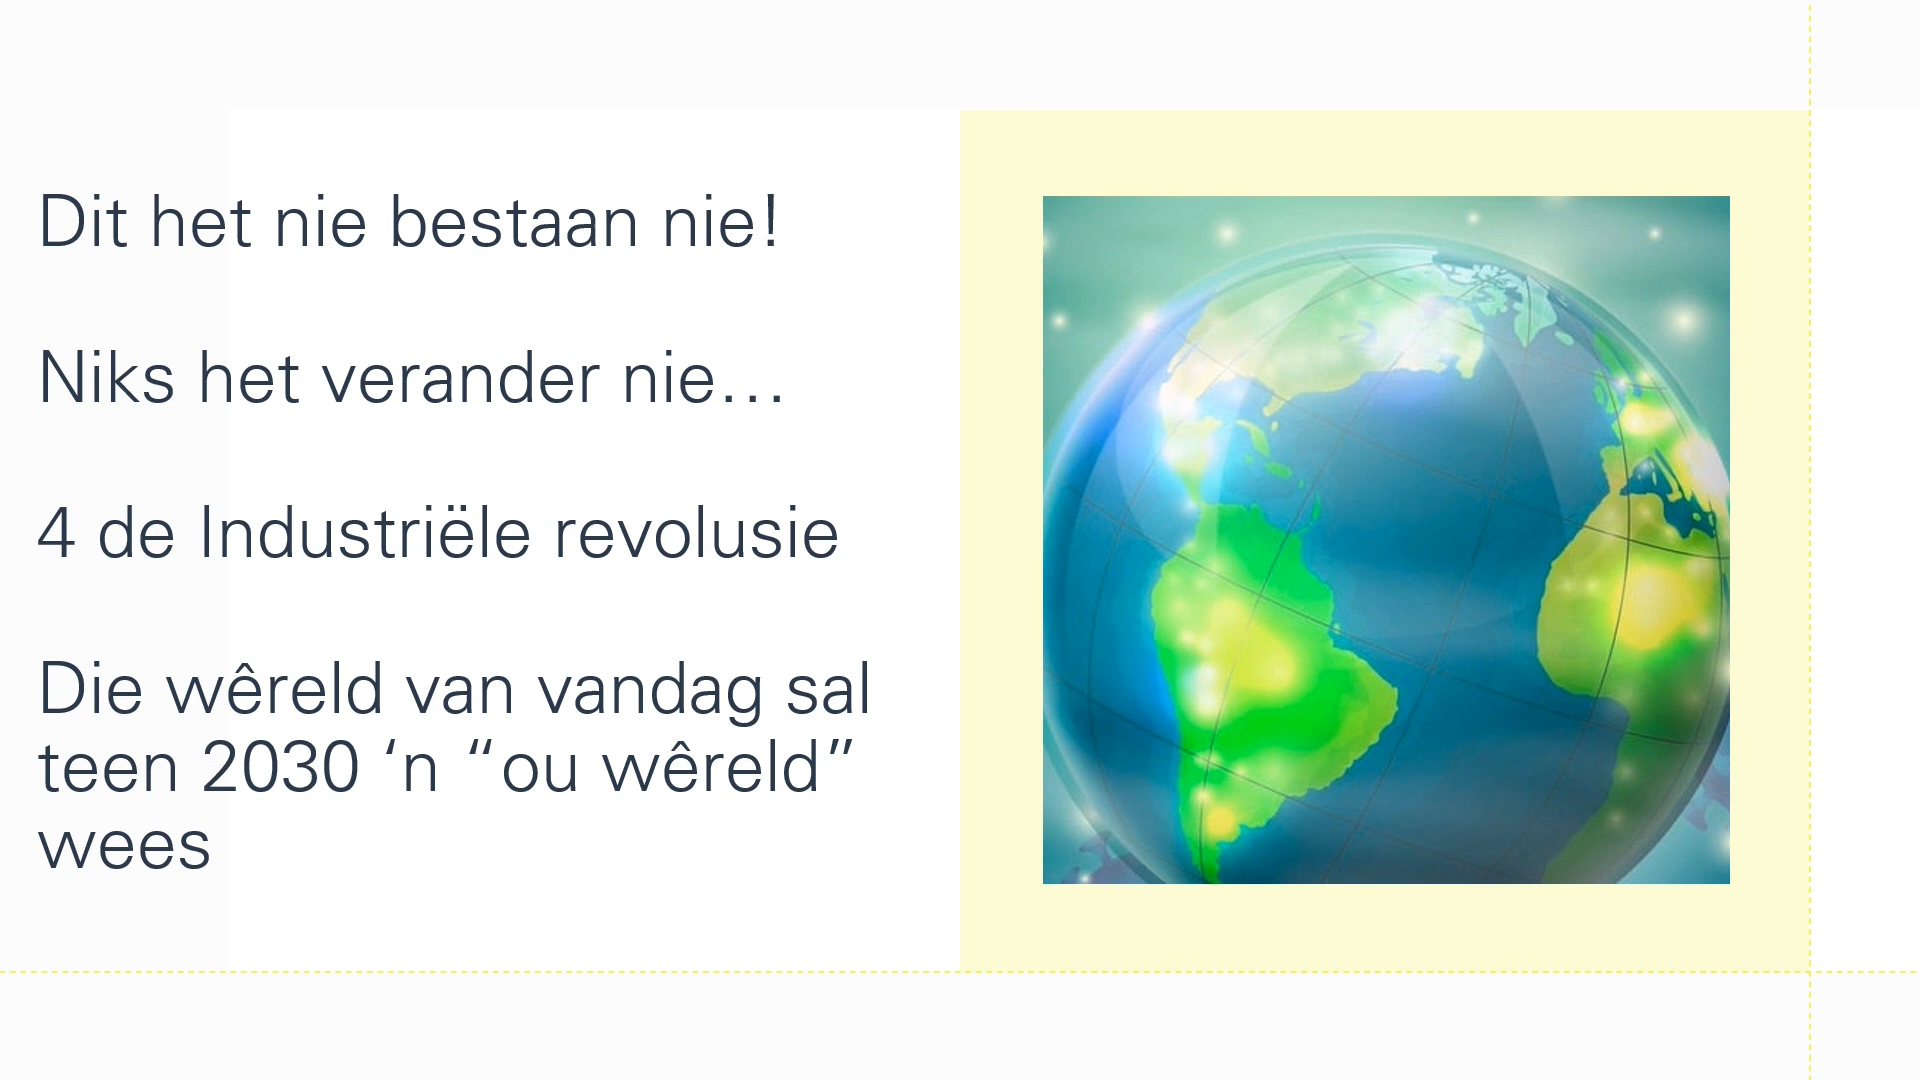 Dit het nie bestaan nie!
Niks het verander nie…
4 de Industriële revolusie
Die wêreld van vandag sal
teen 2030 ‘n “ou wêreld”
wees